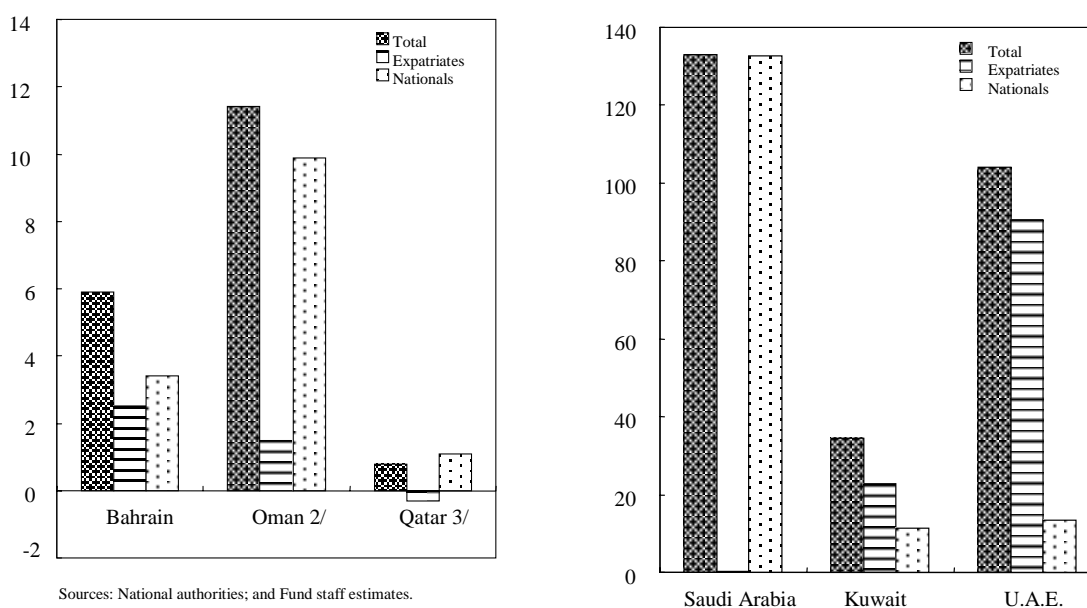 14
12
10
8
6
4
2
0
-2
Total
Expatriates
Nationals
Bahrain
Oman 2/
Qatar 3/
Sources: National authorities; and Fund staff estimates.
140
120
100
80
60
40
20
0
Total
Expatriates
Nationals
Saudi Arabia
Kuwait
U.A.E.